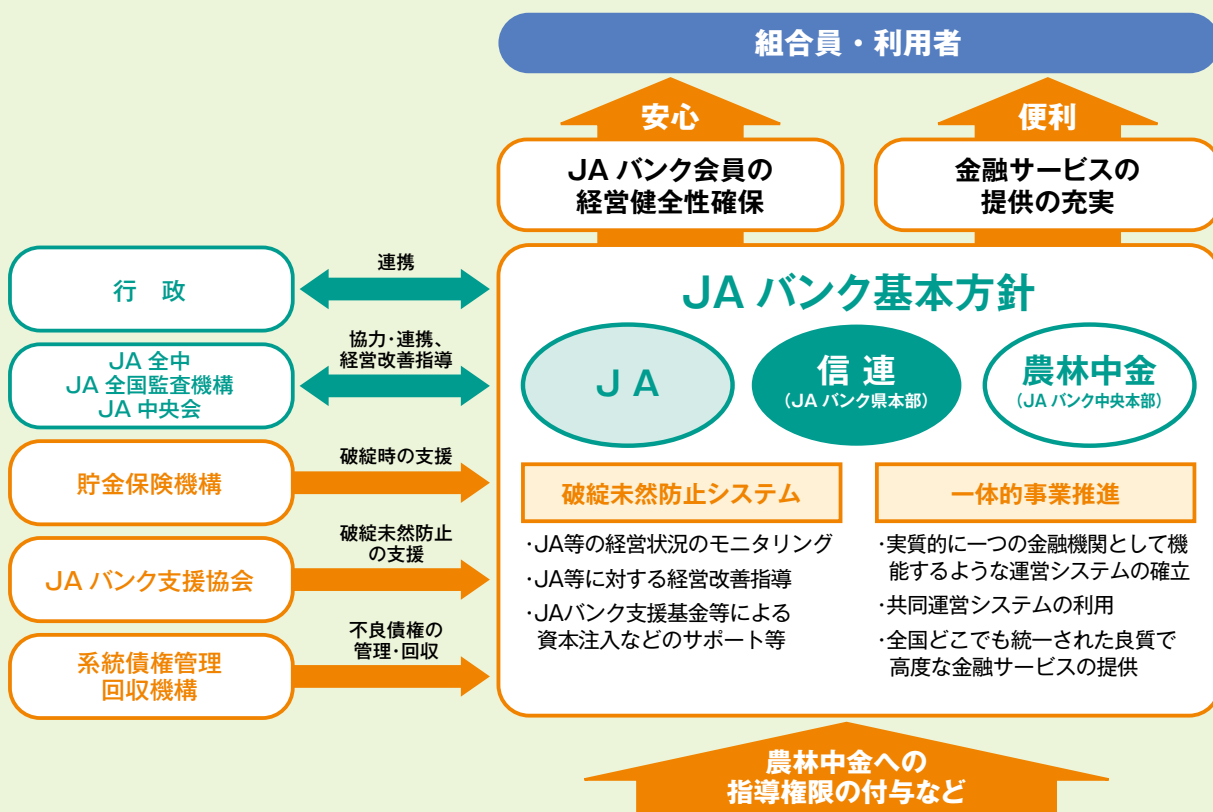 組合員・利用者
安心
便利
JA バンク会員の
経営健全性確保
金融サービスの
提供の充実
行 政
連携
JA 全中
JA 全国監査機構
JA 中央会
協力・連携、
経営改善指導
貯金保険機構
破綻時の支援
JA バンク支援協会
破綻未然防止
の支援
系統債権管理
回収機構
不良債権の
管理・回収
JA バンク基本方針
JA
信連
(JA バンク県本部)
農林中金
(JA バンク中央本部)
破綻未然防止システム
・JA等の経営状況のモニタリング
・JA等に対する経営改善指導
・JAバンク支援基金等による
資本注入などのサポート等
一体的事業推進
・実質的に一つの金融機関として機
能するような運営システムの確立
・共同運営システムの利用
・全国どこでも統一された良質で
高度な金融サービスの提供
農林中金への
指導権限の付与など